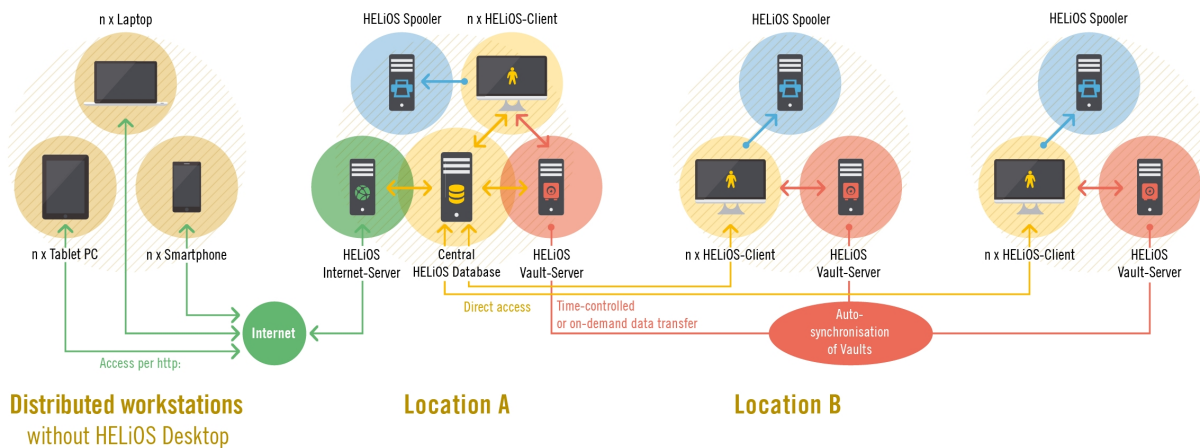 n x Laptop
HELiOS Spooler
n x HELiOS-Client
HELiOS Spooler
HELiOS Spooler
n x Tablet PC
n x Smartphone
HELiOS
Internet-Server
Central
HELiOS Database
HELiOS
Vault-Server
n x HELiOS-Client
HELiOS
Vault-Server
n x HELiOS-Client
HELiOS
Vault-Server
Direct access
Time-controlled
or on-demand data transfer
Internet
Auto-
synchronisation
of Vaults
Access per http:
Distributed workstations
without HELiOS Desktop
Location A
Location B